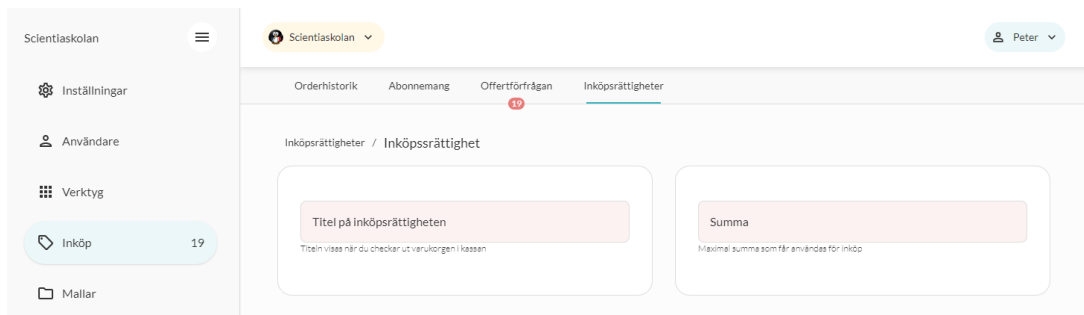 Scientiaskolan
Scientiaskolan
Peter
Orderhistorik
Abonnemang
Offertförfrågan
19
Inköpsrättigheter
Inställningar
Användare
Verktyg
Inköp 19
Mallar
Inköpsrättigheter / Inköpssrättighet
Titel på inköpsrättigheten
Titeln visas när du checkar ut varukorgen i kassan
Summa
Maximal summa som får användas för inköp